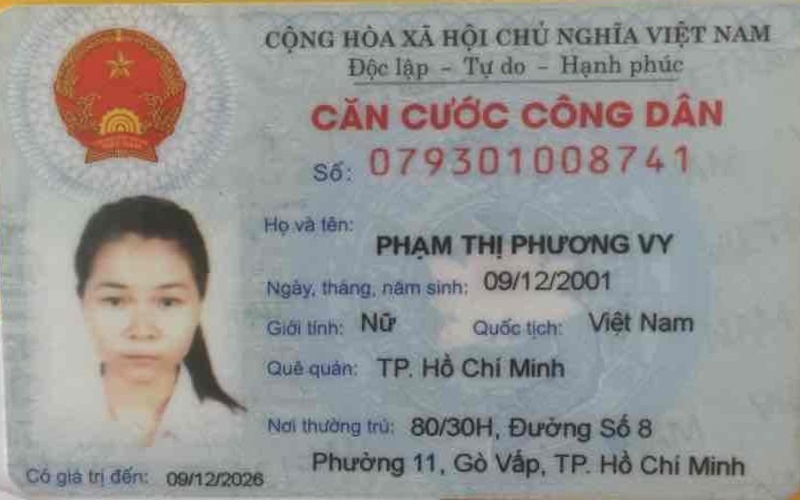 CỘNG HÒA XÃ HỘI CHỦ NGHĨA VIỆT NAM
Độc lập - Tự do - Hạnh phúc
CĂN CƯỚC CÔNG DÂN
Số: 079301008741
Họ và tên:
PHẠM THỊ PHƯƠNG VY
Ngày, tháng, năm sinh: 09/12/2001
Giới tính: Nữ Quốc tịch: Việt Nam
Quê quán: TP. Hồ Chí Minh
Nơi thường trú: 80/30H, Đường Số 8
Phường 11, Gò Vấp, TP. Hồ Chí Minh
Có giá trị đến: 09/12/2026